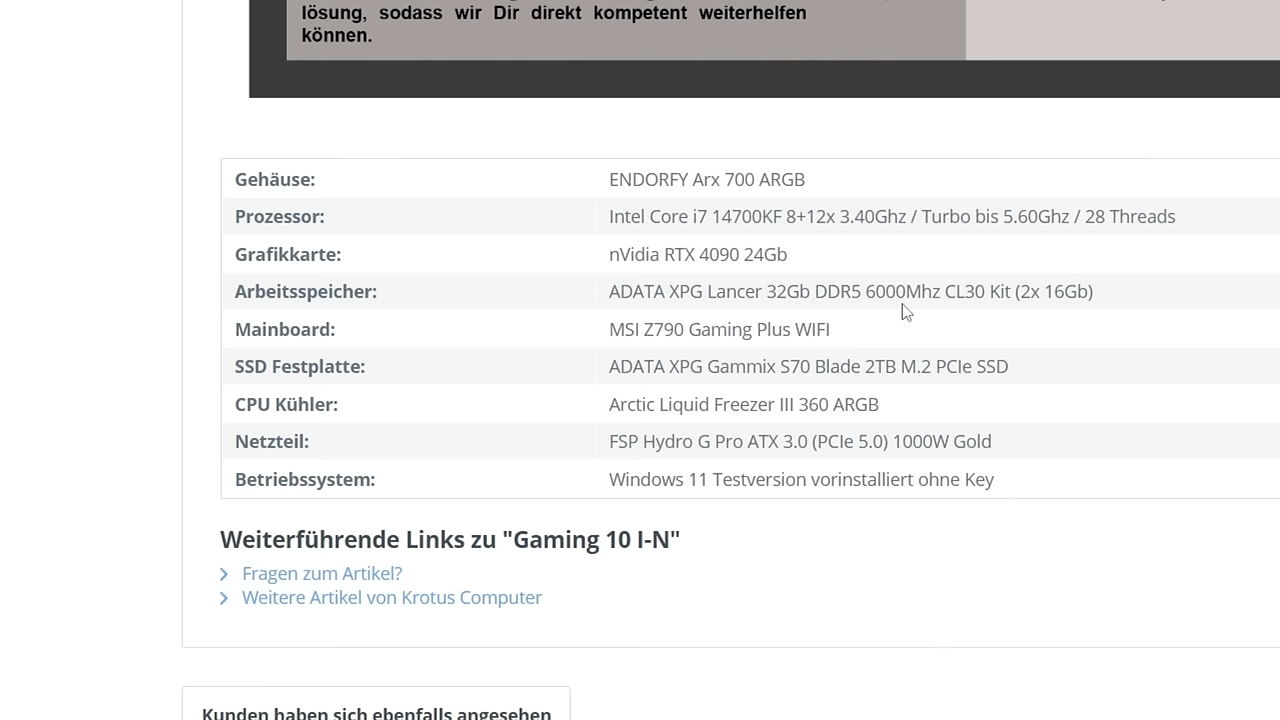 lösung, sodass wir Dir direkt kompetent weiterhelfen
können.
Gehäuse: ENDORFY Arx 700 ARGB
Prozessor: Intel Core i7 14700KF 8+12x 3.40Ghz / Turbo bis 5.60Ghz / 28 Threads
Grafikkarte: nVidia RTX 4090 24Gb
Arbeitsspeicher: ADATA XPG Lancer 32Gb DDR5 6000Mhz CL30 Kit (2x 16Gb)
Mainboard: MSI Z790 Gaming Plus WIFI
SSD Festplatte: ADATA XPG Gammix S70 Blade 2TB M.2 PCIe SSD
CPU Kühler: Arctic Liquid Freezer III 360 ARGB
Netzteil: FSP Hydro G Pro ATX 3.0 (PCIe 5.0) 1000W Gold
Betriebssystem: Windows 11 Testversion vorinstalliert ohne Key
Weiterführende Links zu "Gaming 10 I-N"
Fragen zum Artikel?
Weitere Artikel von Krotus Computer
Kunden haben sich ebenfalls angesehen